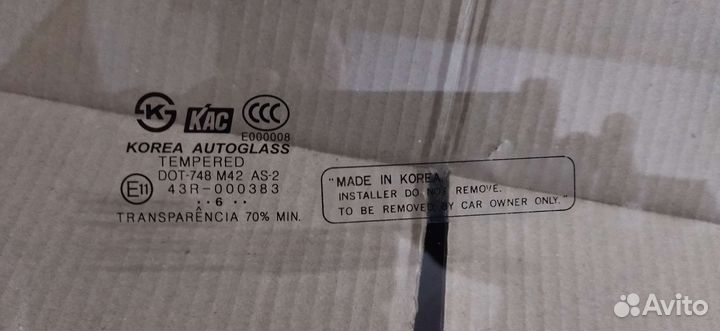 K KAC CCC
E000008
KOREA AUTOGLASS
TEMPERED
DOT-748 M42 AS-2
E11 43R-000383
..6..
TRANSPARÊNCIA 70% MIN.
"MADE IN KOREA.
INSTALLER DO NOT REMOVE.
TO BE REMOVED BY CAR OWNER ONLY."
Avito